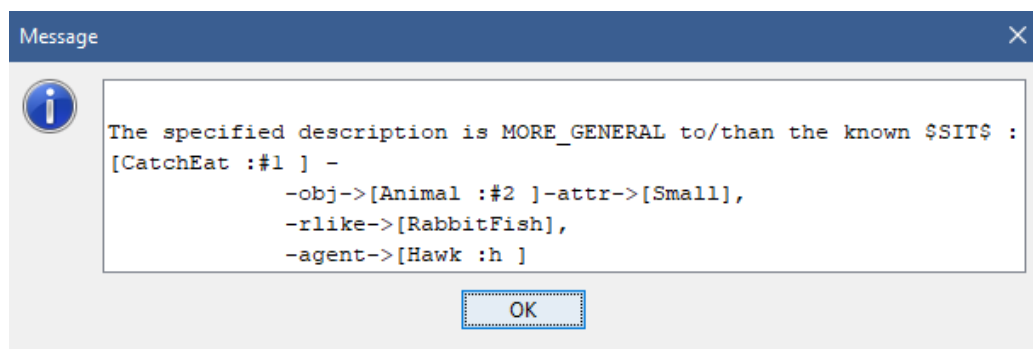 Message
The specified description is MORE_GENERAL to/than the known $SIT$ :
[CatchEat :#1 ] -
-obj->[Animal :#2 ]-attr->[Small],
-rlike->[RabbitFish],
-agent->[Hawk :h ]
OK